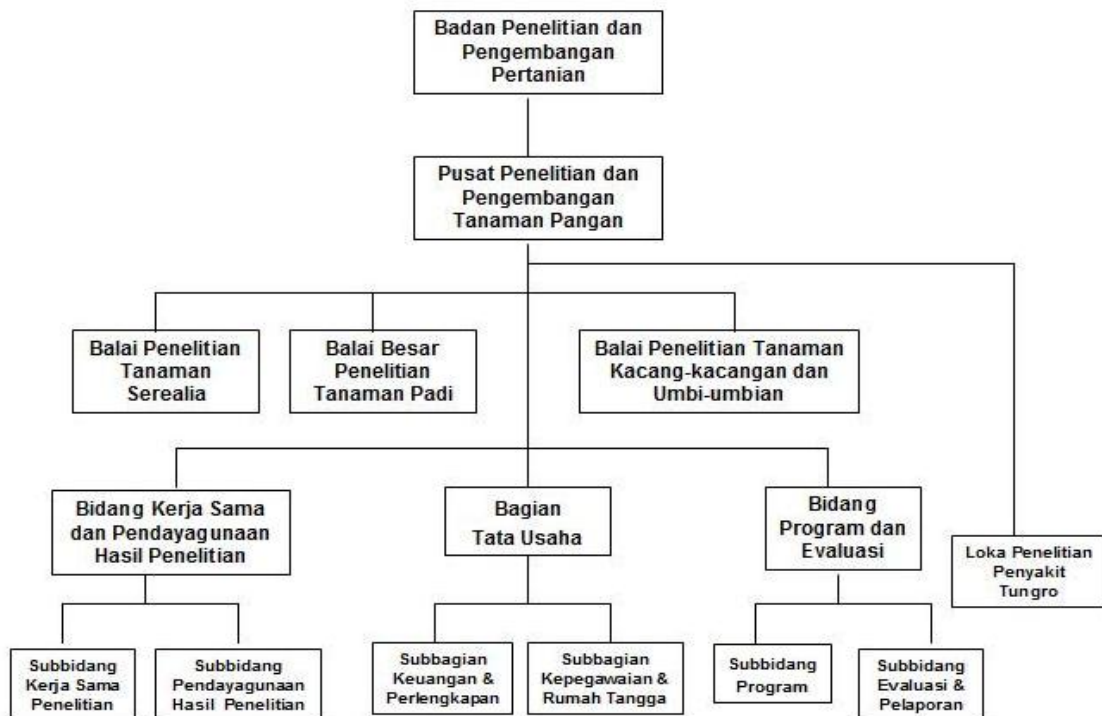 Badan Penelitian dan
Pengembangan
Pertanian
Pusat Penelitian dan
Pengembangan
Tanaman Pangan
Balai Penelitian
Tanaman
Serealia
Balai Besar
Penelitian
Tanaman Padi
Balai Penelitian Tanaman
Kacang-kacangan dan
Umbi-umbian
Bidang Kerja Sama
dan Pendayagunaan
Hasil Penelitian
Bagian
Tata Usaha
Bidang
Program dan
Evaluasi
Loka Penelitian
Penyakit
Tungro
Subbidang
Kerja Sama
Penelitian
Subbidang
Pendayagunaan
Hasil Penelitian
Subbagian
Keuangan &
Perlengkapan
Subbagian
Kepegawaian &
Rumah Tangga
Subbidang
Program
Subbidang
Evaluasi &
Pelaporan